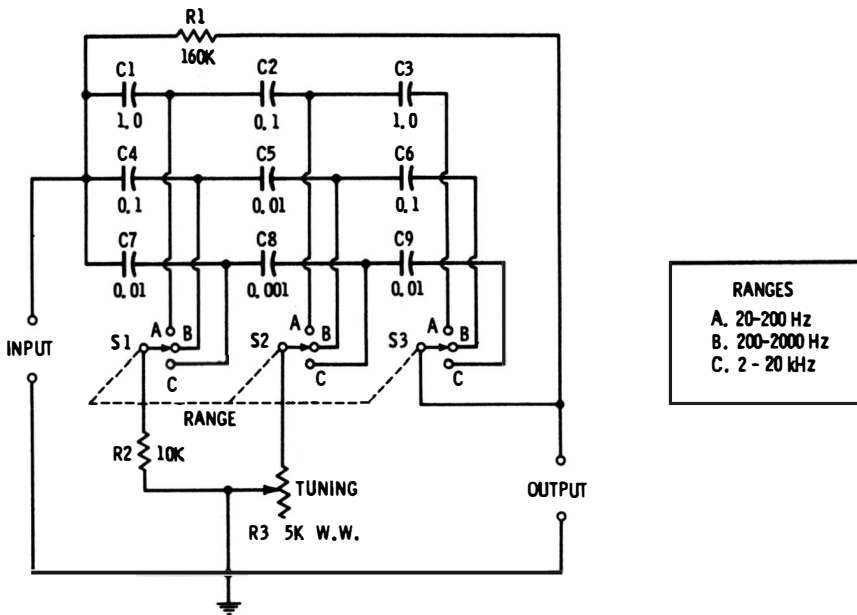 R1
160K
C1
C2
C3
1.0
0.1
1.0
C4
C5
C6
0.1
0.01
0.1
C7
C8
C9
0.01
0.001
0.01
INPUT
S1
A
B
C
S2
A
B
C
S3
A
B
C
RANGE
R2
10K
TUNING
R3 5K W.W.
OUTPUT
RANGES
A. 20-200 Hz
B. 200-2000 Hz
C. 2 - 20 kHz